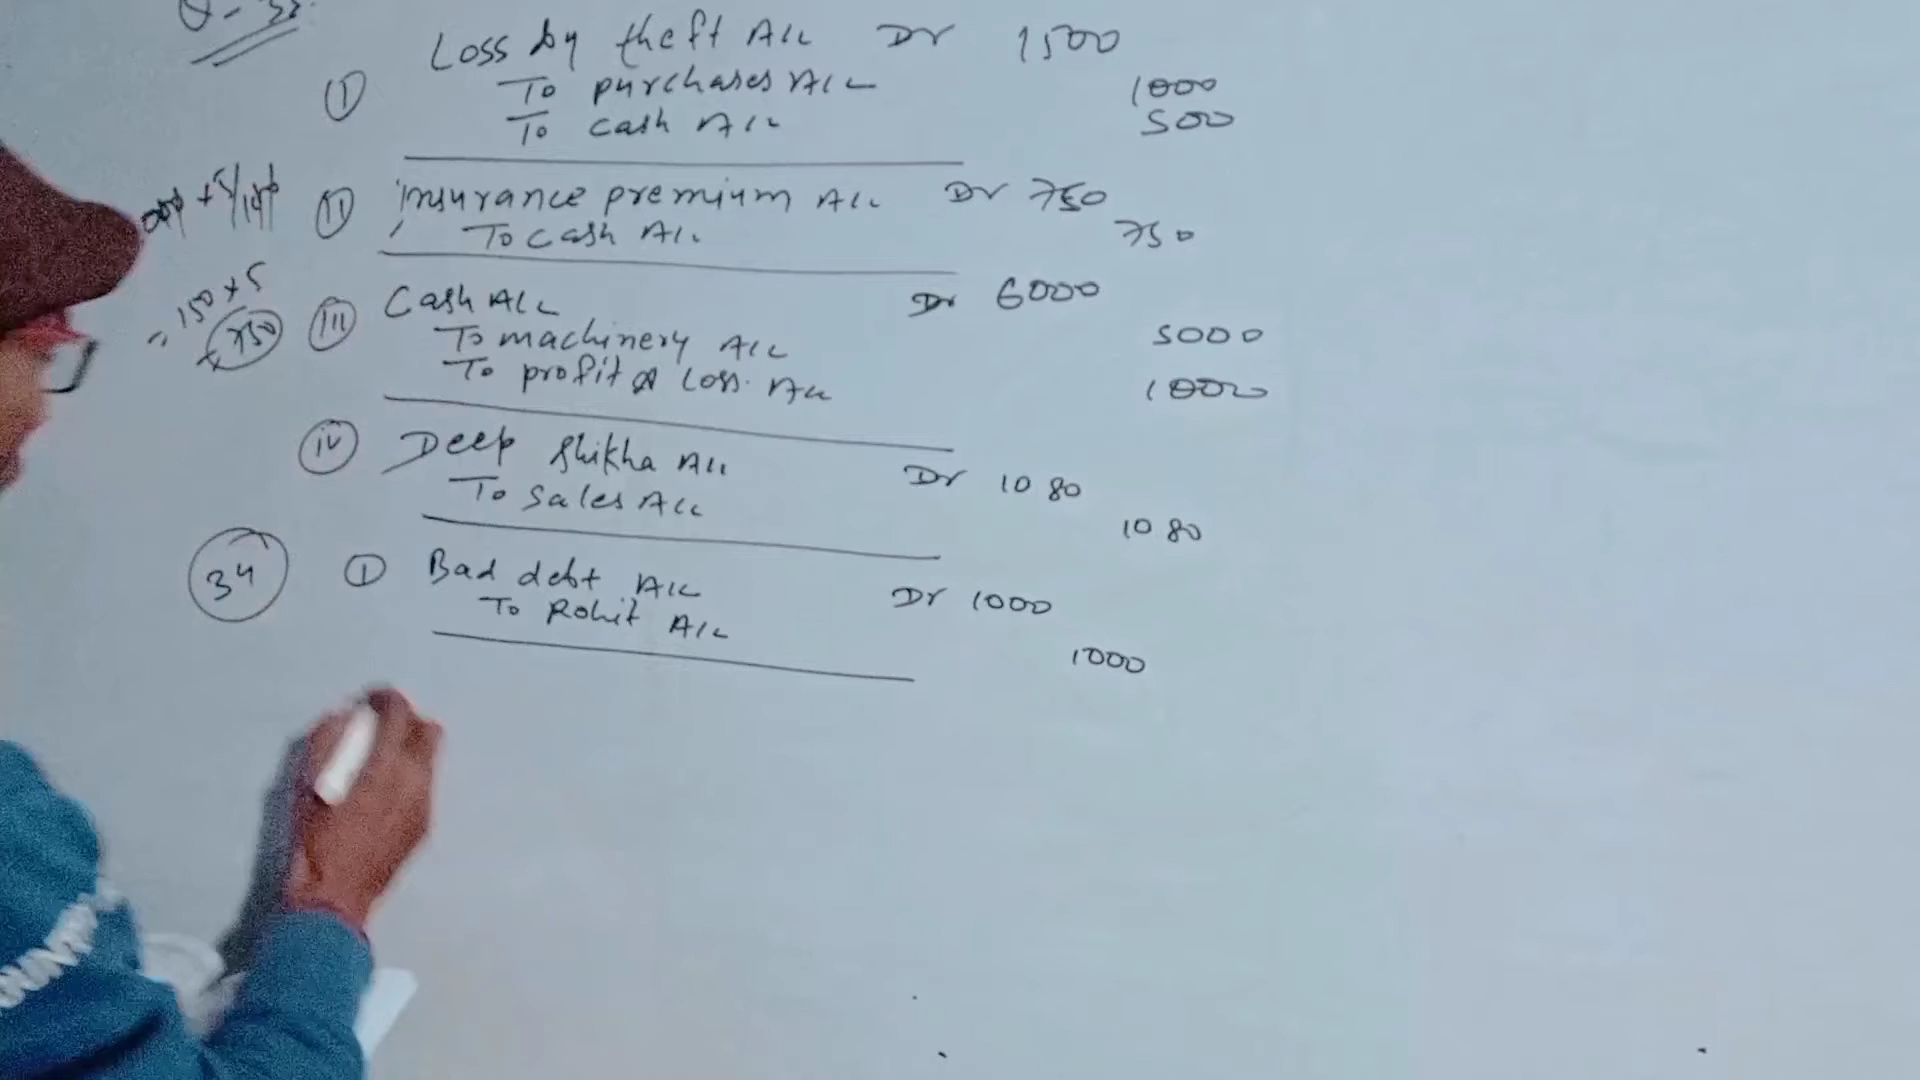 Q-33.
(I) Loss by theft A/c Dr 1500
To purchases A/c 1000
To cash A/c 500
(II) insurance premium A/c Dr 750
To cash A/c 750
= 150 x 5
750
(III) Cash A/c Dr 6000
To machinery A/c 5000
To profit & Loss. A/c 1000
(iv) Deep Shikha A/c Dr 1080
To Sales A/c 1080
34 (I) Bad debt A/c Dr 1000
To Rohit A/c 1000